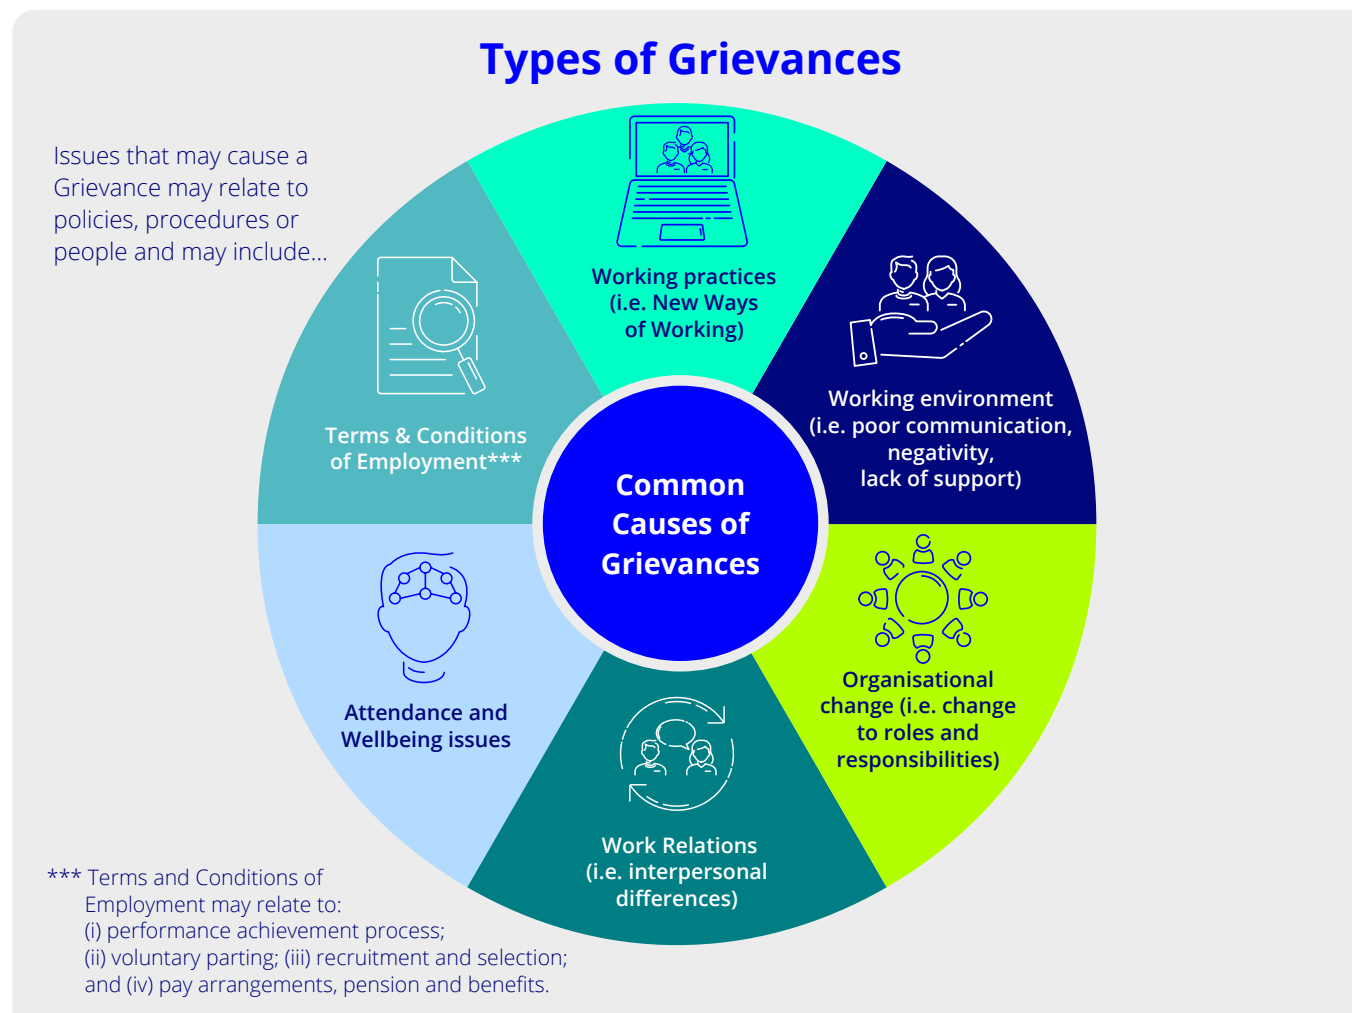 Types of Grievances
Issues that may cause a
Grievance may relate to
policies, procedures or
people and may include...
Working practices
(i.e. New Ways
of Working)
Working environment
(i.e. poor communication,
negativity,
lack of support)
Terms & Conditions
of Employment***
Common
Causes of
Grievances
Organisational
change (i.e. change
to roles and
responsibilities)
Attendance and
Wellbeing issues
Work Relations
(i.e. interpersonal
differences)
*** Terms and Conditions of
Employment may relate to:
(i) performance achievement process;
(ii) voluntary parting; (iii) recruitment and selection;
and (iv) pay arrangements, pension and benefits.